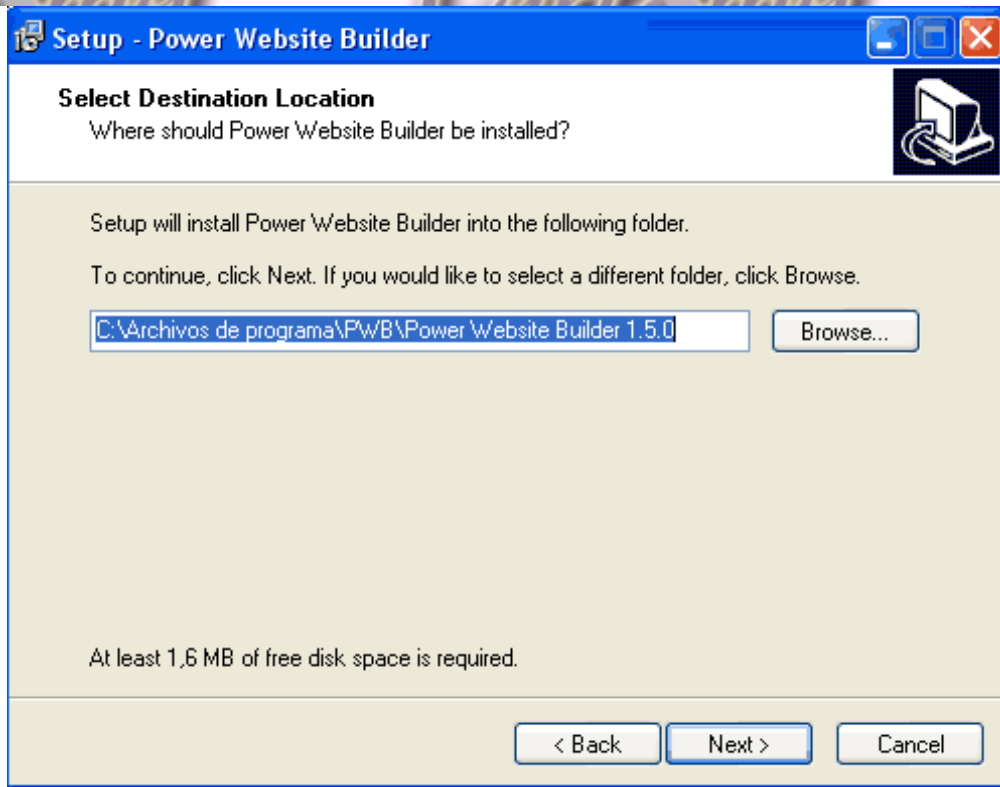 Setup - Power Website Builder
Select Destination Location
Where should Power Website Builder be installed?
Setup will install Power Website Builder into the following folder.
To continue, click Next. If you would like to select a different folder, click Browse.
C:\Archivos de programa\PWB\Power Website Builder 1.5.0 Browse...
At least 1,6 MB of free disk space is required.
< Back Next > Cancel